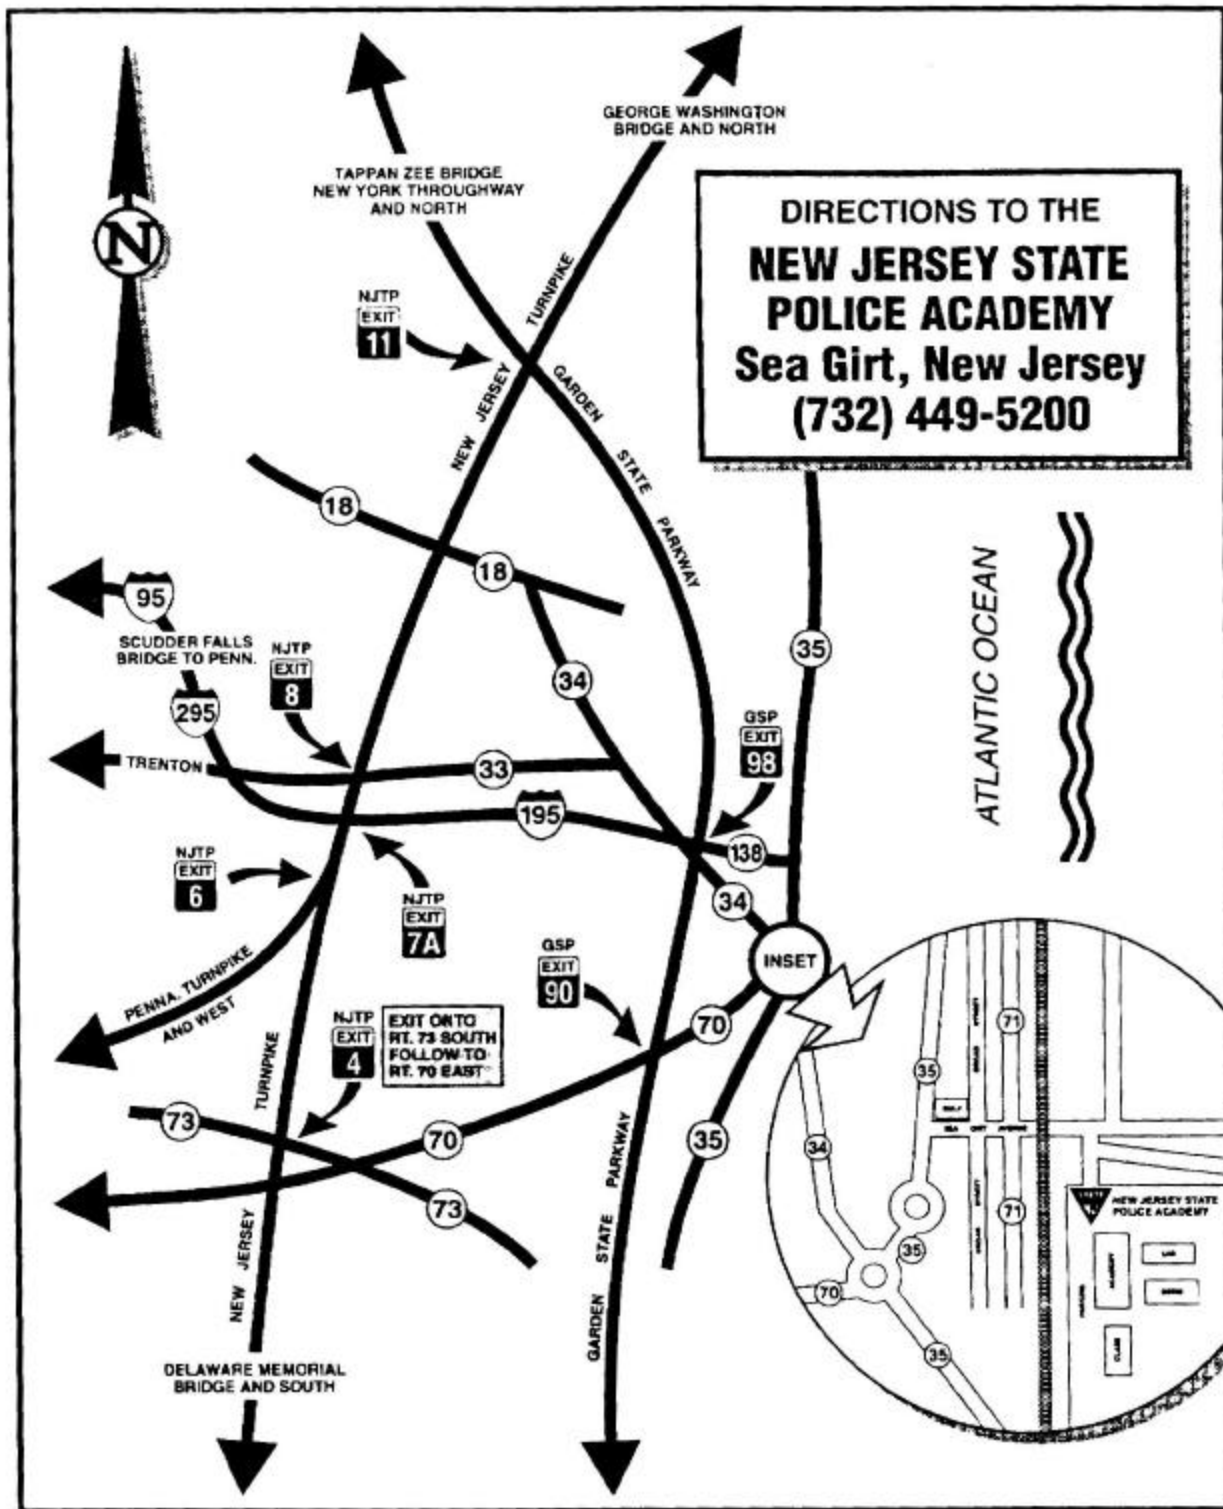 N
GEORGE WASHINGTON
BRIDGE AND NORTH
TAPPAN ZEE BRIDGE
NEW YORK THROUGHWAY
AND NORTH
DIRECTIONS TO THE
NEW JERSEY STATE
POLICE ACADEMY
Sea Girt, New Jersey
(732) 449-5200
NJTP
EXIT
11
NEW JERSEY TURNPIKE
GARDEN STATE PARKWAY
18
18
95
SCUDDER FALLS
BRIDGE TO PENN.
295
NJTP
EXIT
8
34
35
ATLANTIC OCEAN
GSP
EXIT
98
TRENTON
33
195
138
NJTP
EXIT
6
NJTP
EXIT
7A
34
INSET
GSP
EXIT
90
PENNA. TURNPIKE
AND WEST
NJTP
EXIT
4
EXIT ONTO
RT. 73 SOUTH
FOLLOW TO
RT. 70 EAST
70
73
70
73
35
NEW JERSEY TURNPIKE
GARDEN STATE PARKWAY
DELAWARE MEMORIAL
BRIDGE AND SOUTH
71
35
SEA GIRT AVENUE
34
71
NEW JERSEY STATE
POLICE ACADEMY
35
70
ACADEMY
35